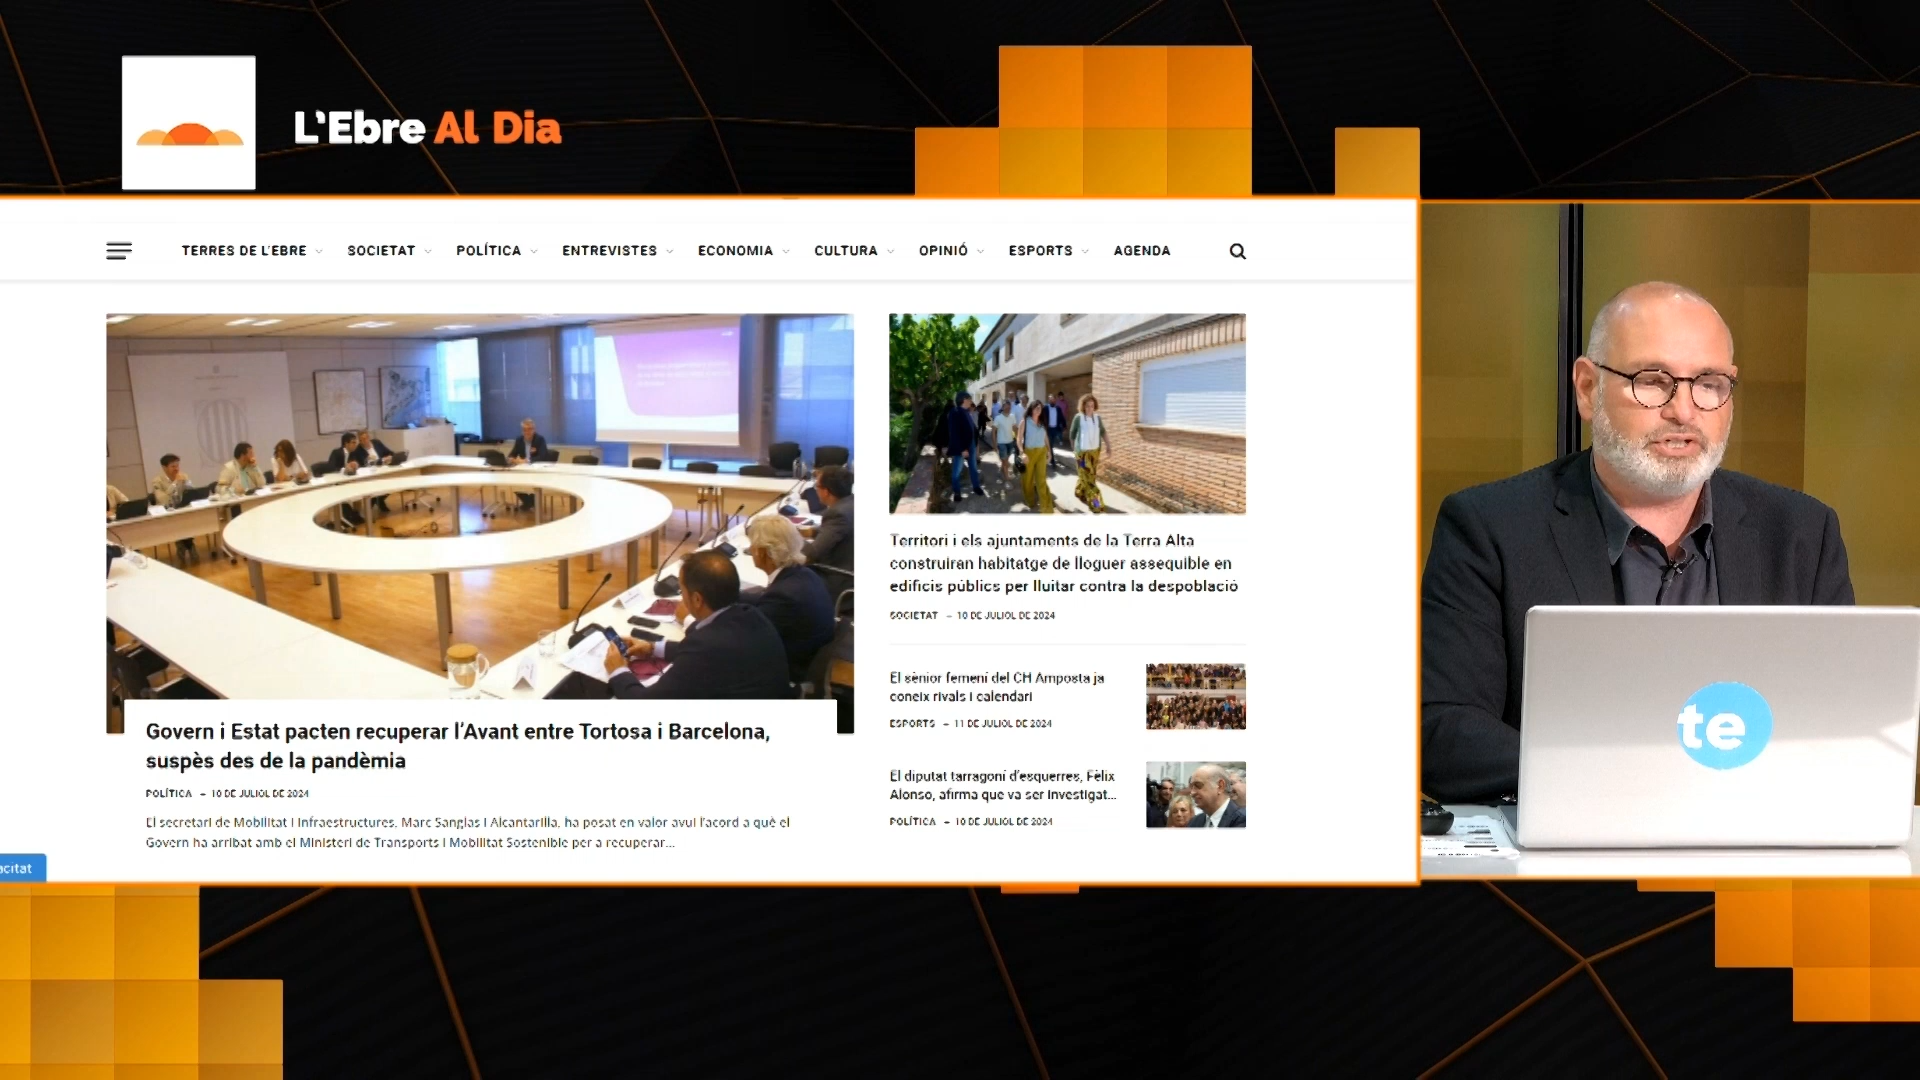 L'Ebre Al Dia
TERRES DE L'EBRE SOCIETAT POLÍTICA ENTREVISTES ECONOMIA CULTURA OPINIÓ ESPORTS AGENDA
Govern i Estat pacten recuperar l'Avant entre Tortosa i Barcelona,
suspès des de la pandèmia
POLÍTICA – 10 DE JULIOL DE 2024
El secretari de Mobilitat i Infraestructures, Marc Sanglas i Alcantarilla, ha posat en valor avui l'acord a què el
Govern ha arribat amb el Ministeri de Transports i Mobilitat Sostenible per a recuperar...
Territori i els ajuntaments de la Terra Alta
construiran habitatge de lloguer assequible en
edificis públics per lluitar contra la despoblació
SOCIETAT – 10 DE JULIOL DE 2024
El sènior femení del CH Amposta ja
coneix rivals i calendari
ESPORTS – 11 DE JULIOL DE 2024
El diputat tarragoní d'esquerres, Fèlix
Alonso, afirma que va ser investigat...
POLÍTICA – 10 DE JULIOL DE 2024
acitat
te